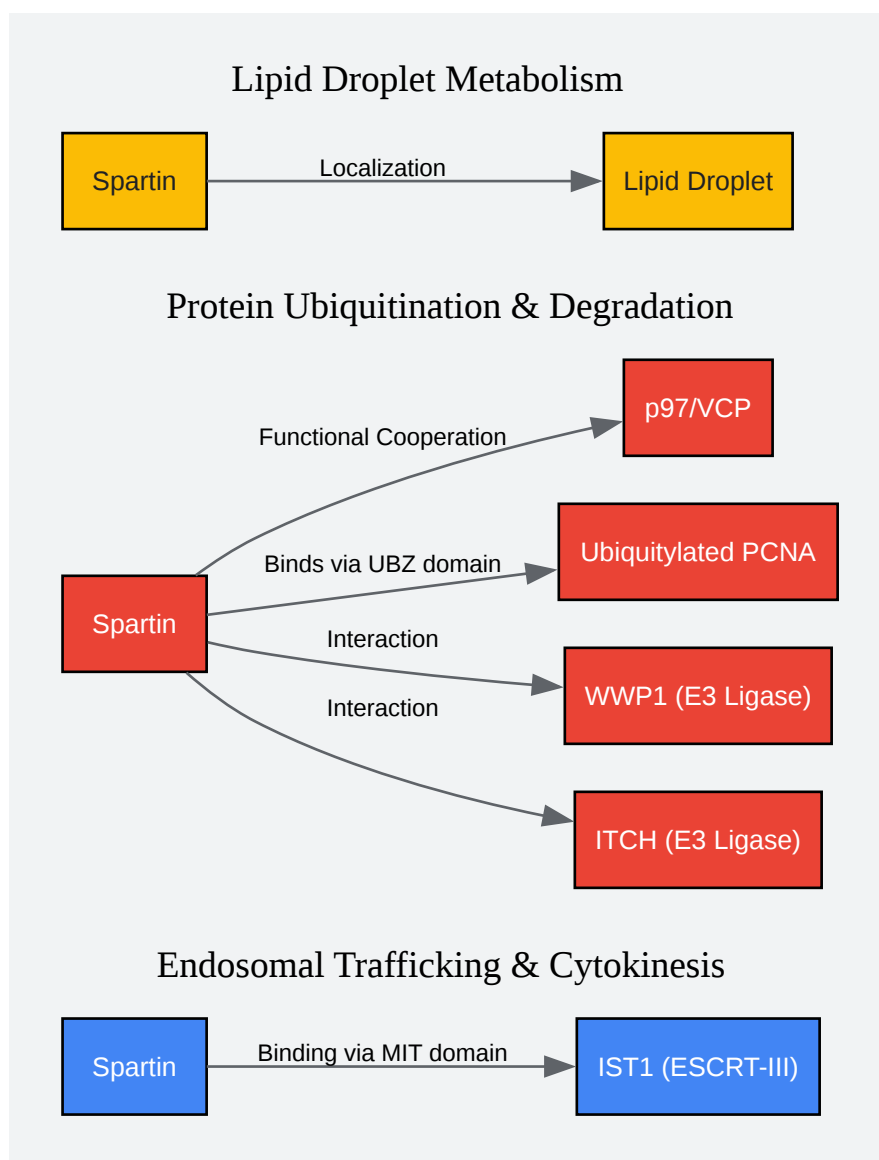 Lipid Droplet Metabolism
Spartin
Localization
Lipid Droplet
Protein Ubiquitination & Degradation
p97/VCP
Functional Cooperation
Ubiquitylated PCNA
Binds via UBZ domain
Spartin
Interaction
WWP1 (E3 Ligase)
Interaction
ITCH (E3 Ligase)
Endosomal Trafficking & Cytokinesis
Spartin
Binding via MIT domain
IST1 (ESCRT-III)